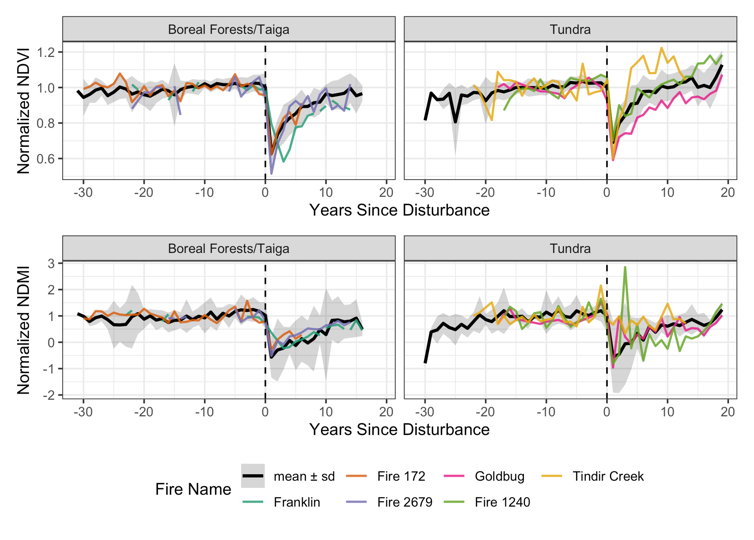 Boreal Forests/Taiga Tundra
Normalized NDVI
1.2
1.0
0.8
0.6
-30 -20 -10 0 10 20 -30 -20 -10 0 10 20
Years Since Disturbance
Boreal Forests/Taiga Tundra
Normalized NDMI
3
2
1
0
-1
-2
-30 -20 -10 0 10 20 -30 -20 -10 0 10 20
Years Since Disturbance
Fire Name
mean ± sd Fire 172 Goldbug Tindir Creek
Franklin Fire 2679 Fire 1240